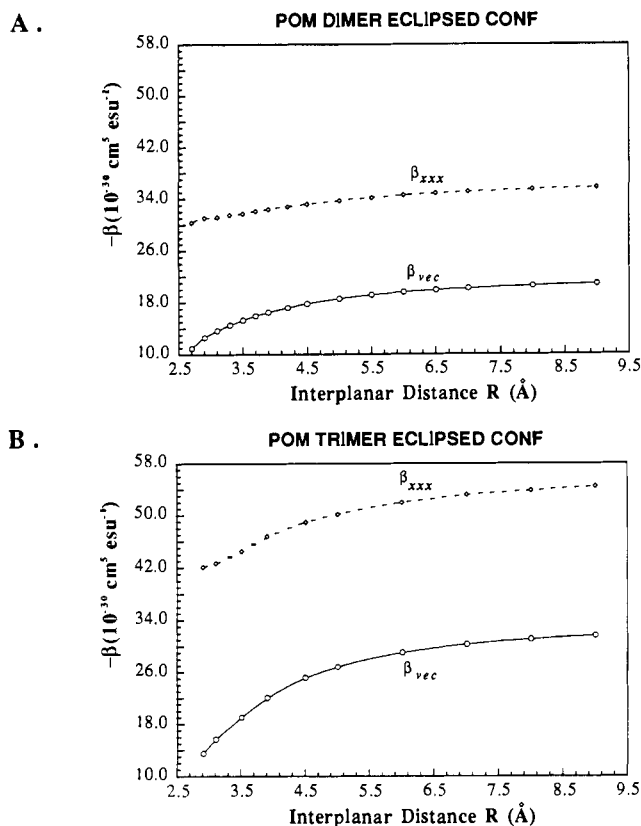 A.
POM DIMER ECLIPSED CONF
58.0
50.0
42.0
34.0
26.0
18.0
10.0
-β(10⁻³⁰ cm⁵ esu⁻¹)
βxxx
βvec
2.5 3.5 4.5 5.5 6.5 7.5 8.5 9.5
Interplanar Distance R (Å)
B.
POM TRIMER ECLIPSED CONF
58.0
50.0
42.0
34.0
26.0
18.0
10.0
-β(10⁻³⁰ cm⁵ esu⁻¹)
βxxx
βvec
2.5 3.5 4.5 5.5 6.5 7.5 8.5 9.5
Interplanar Distance R (Å)